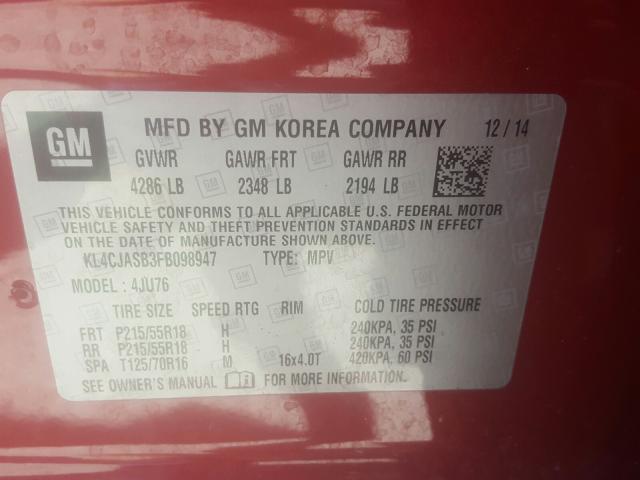 GM MFD BY GM KOREA COMPANY 12/14
GVWR GAWR FRT GAWR RR
4286 LB 2348 LB 2194 LB
THIS VEHICLE CONFORMS TO ALL APPLICABLE U.S. FEDERAL MOTOR
VEHICLE SAFETY AND THEFT PREVENTION STANDARDS IN EFFECT
ON THE DATE OF MANUFACTURE SHOWN ABOVE.
KL4CJASB3FB098947 TYPE: MPV
MODEL: 4JU76
TIRE SIZE SPEED RTG RIM COLD TIRE PRESSURE
FRT P215/55R18 H 240KPA, 35 PSI
RR P215/55R18 H 240KPA, 35 PSI
SPA T125/70R16 M 16x4.0T 420KPA, 60 PSI
SEE OWNER'S MANUAL FOR MORE INFORMATION.